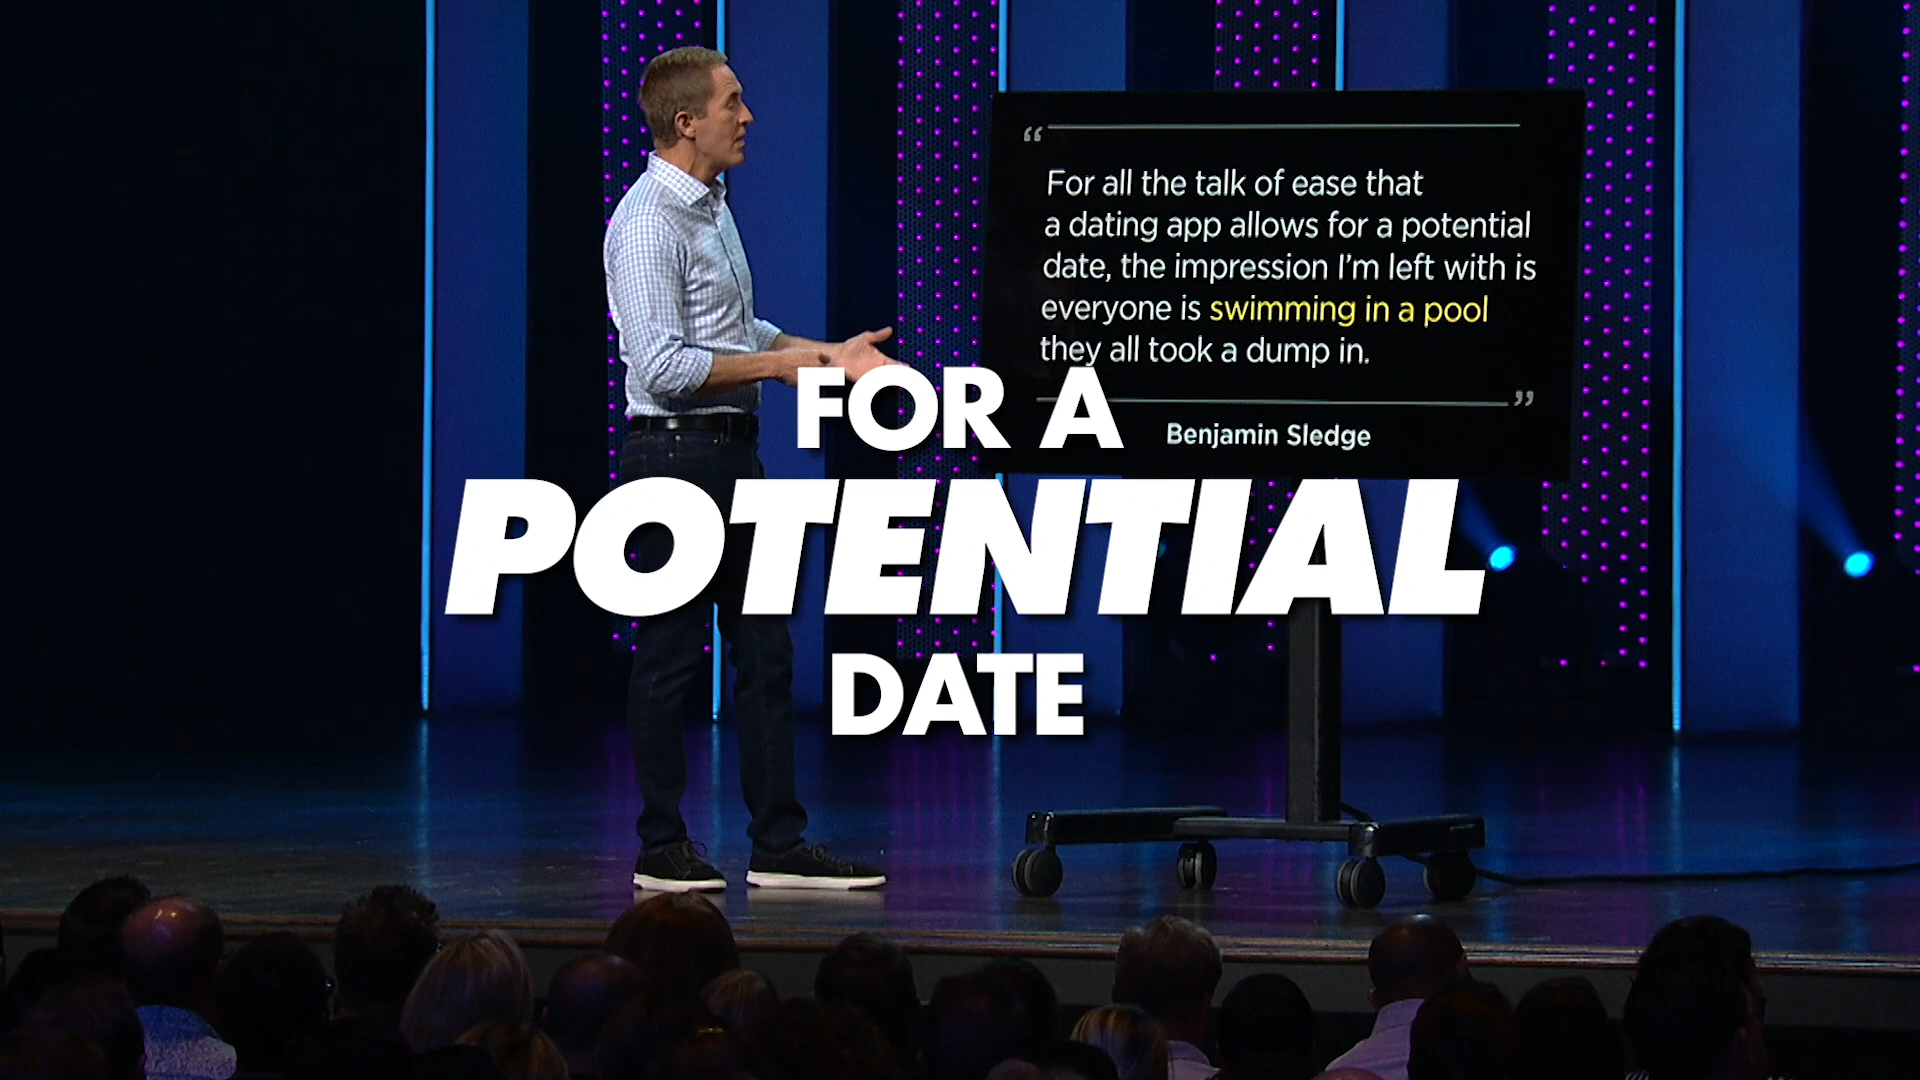 “
For all the talk of ease that
a dating app allows for a potential
date, the impression I’m left with is
everyone is swimming in a pool
they all took a dump in.
”
Benjamin Sledge
FOR A
POTENTIAL
DATE